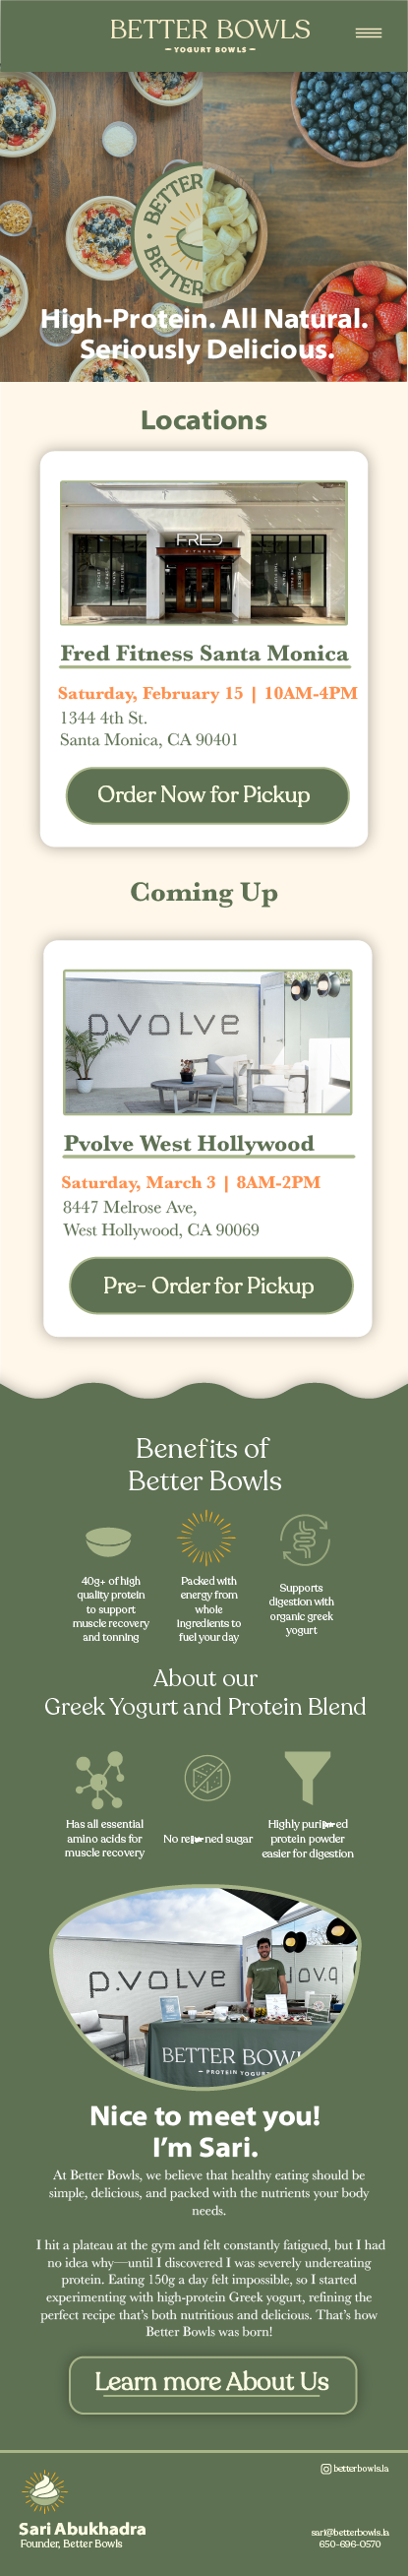 BETTER BOWLS
YOGURT BOWLS
BETTER
BETTER
High-Protein. All Natural.
Seriously Delicious.
Locations
FRED
FITNESS
Fred Fitness Santa Monica
Saturday, February 15 | 10AM-4PM
1344 4th St.
Santa Monica, CA 90401
Order Now for Pickup
Coming Up
pvolve
Pvolve West Hollywood
Saturday, March 3 | 8AM-2PM
8447 Melrose Ave,
West Hollywood, CA 90069
Pre- Order for Pickup
Benefits of
Better Bowls
40g+ of high
quality protein
to support
muscle recovery
and tonning
Packed with
energy from
whole
ingredients to
fuel your day
Supports
digestion with
organic greek
yogurt
About our
Greek Yogurt and Protein Blend
Has all essential
amino acids for
muscle recovery
No refined sugar
Highly purified
protein powder
easier for digestion
p.volve
BETTER BOWL
PROTEIN YOGURT
Nice to meet you!
I'm Sari.
At Better Bowls, we believe that healthy eating should be
simple, delicious, and packed with the nutrients your body
needs.
I hit a plateau at the gym and felt constantly fatigued, but I had
no idea why—until I discovered I was severely undereating
protein. Eating 150g a day felt impossible, so I started
experimenting with high-protein Greek yogurt, refining the
perfect recipe that's both nutritious and delicious. That's how
Better Bowls was born!
Learn more About Us
betterbowls.la
Sari Abukhadra
Founder, Better Bowls
sari@betterbowls.la
650-696-0570